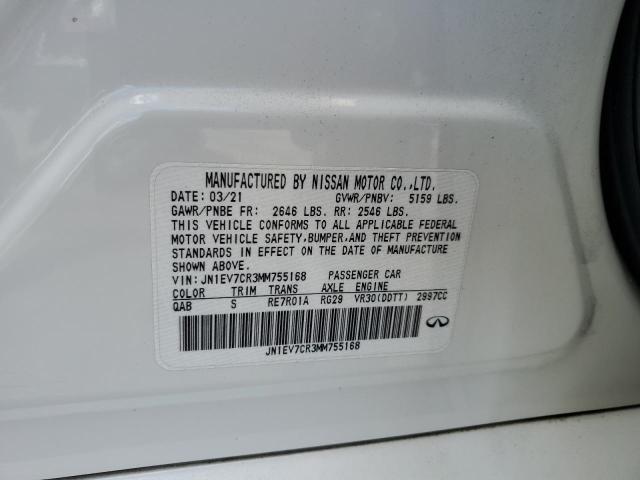 MANUFACTURED BY NISSAN MOTOR CO.,LTD.
DATE: 03/21 GVWR/PNBV: 5159 LBS.
GAWR/PNBE FR: 2646 LBS. RR: 2546 LBS.
THIS VEHICLE CONFORMS TO ALL APPLICABLE FEDERAL
MOTOR VEHICLE SAFETY,BUMPER,AND THEFT PREVENTION
STANDARDS IN EFFECT ON THE DATE OF MANUFACTURE
SHOWN ABOVE.
VIN: JN1EV7CR3MM755168 PASSENGER CAR
COLOR TRIM TRANS AXLE ENGINE
QAB S RE7R01A RG29 VR30(DDTT) 2997CC
JN1EV7CR3MM755168